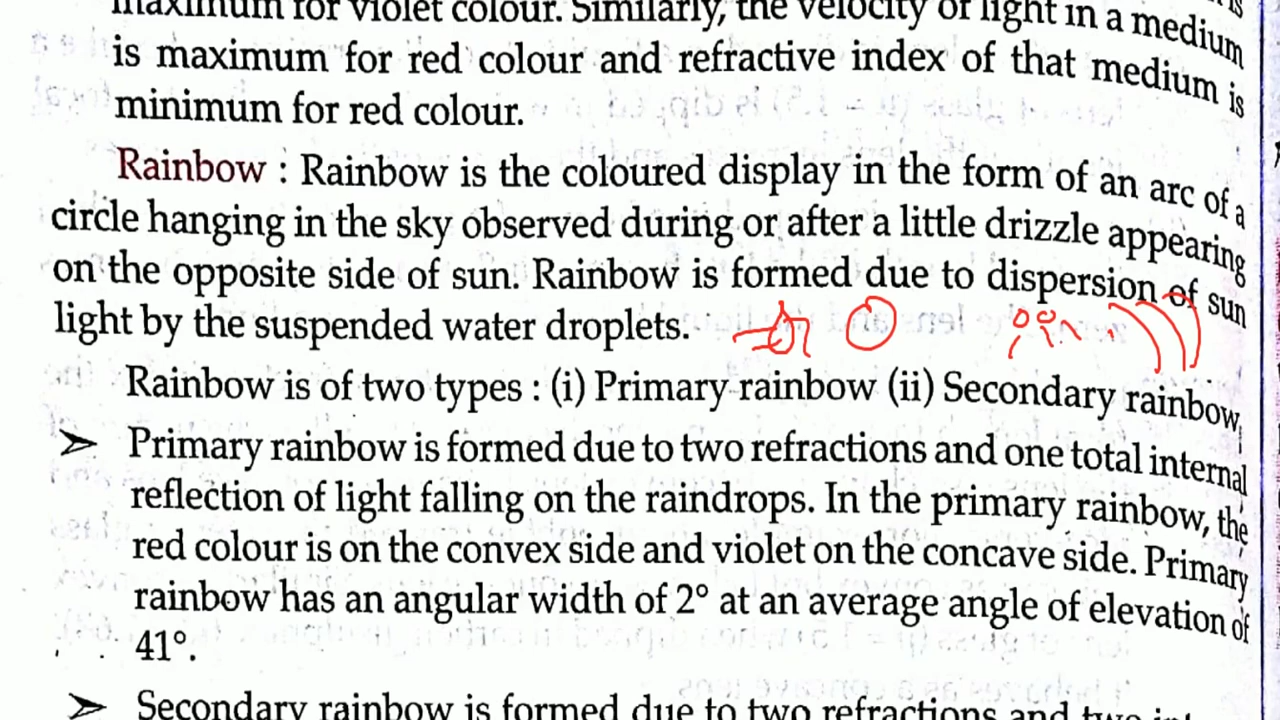 maximum for violet colour. Similarly, the velocity of light in a medium
is maximum for red colour and refractive index of that medium is
minimum for red colour.
Rainbow : Rainbow is the coloured display in the form of an arc of a
circle hanging in the sky observed during or after a little drizzle appearing
on the opposite side of sun. Rainbow is formed due to dispersion of sun
light by the suspended water droplets.
Rainbow is of two types : (i) Primary rainbow (ii) Secondary rainbow
➢ Primary rainbow is formed due to two refractions and one total internal
reflection of light falling on the raindrops. In the primary rainbow, the
red colour is on the convex side and violet on the concave side. Primary
rainbow has an angular width of 2° at an average angle of elevation of
41°.
➢ Secondary rainbow is formed due to two refractions and two